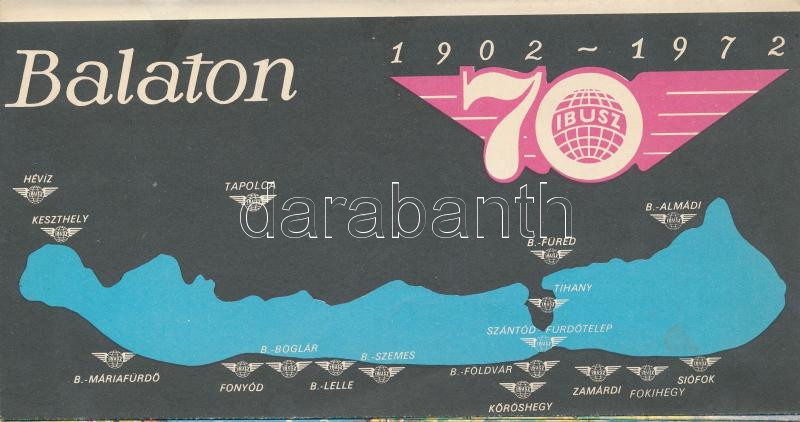 Balaton
1902~1972
70
IBUSZ
HÉVÍZ
KESZTHELY
TAPOLCA
darabanth
B.-FÜRED
B.-ALMÁDI
TIHANY
SZÁNTÓD - FÜRDŐTELEP
B.-MÁRIAFÜRDŐ
FONYÓD
B.-BOGLÁR
B.-LELLE
B.-SZEMES
B.-FÖLDVÁR
KŐRÖSHEGY
ZAMÁRDI
FOKIHEGY
SIÓFOK